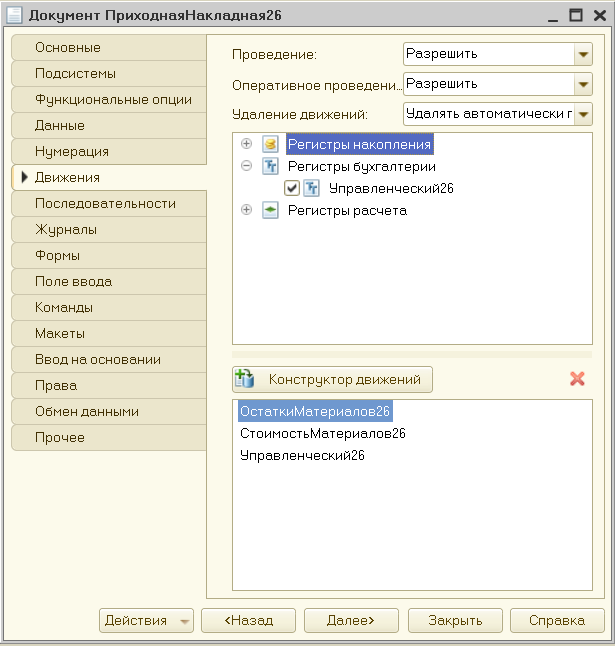 Документ ПриходнаяНакладная26
Основные
Подсистемы
Функциональные опции
Данные
Нумерация
Движения
Последовательности
Журналы
Формы
Поле ввода
Команды
Макеты
Ввод на основании
Права
Обмен данными
Прочее
Проведение:
Разрешить
Оперативное проведени...
Разрешить
Удаление движений:
Удалять автоматически г
Регистры накопления
Регистры бухгалтерии
Управленческий26
Регистры расчета
Конструктор движений
ОстаткиМатериалов26
СтоимостьМатериалов26
Управленческий26
Действия
<Назад
Далее>
Закрыть
Справка